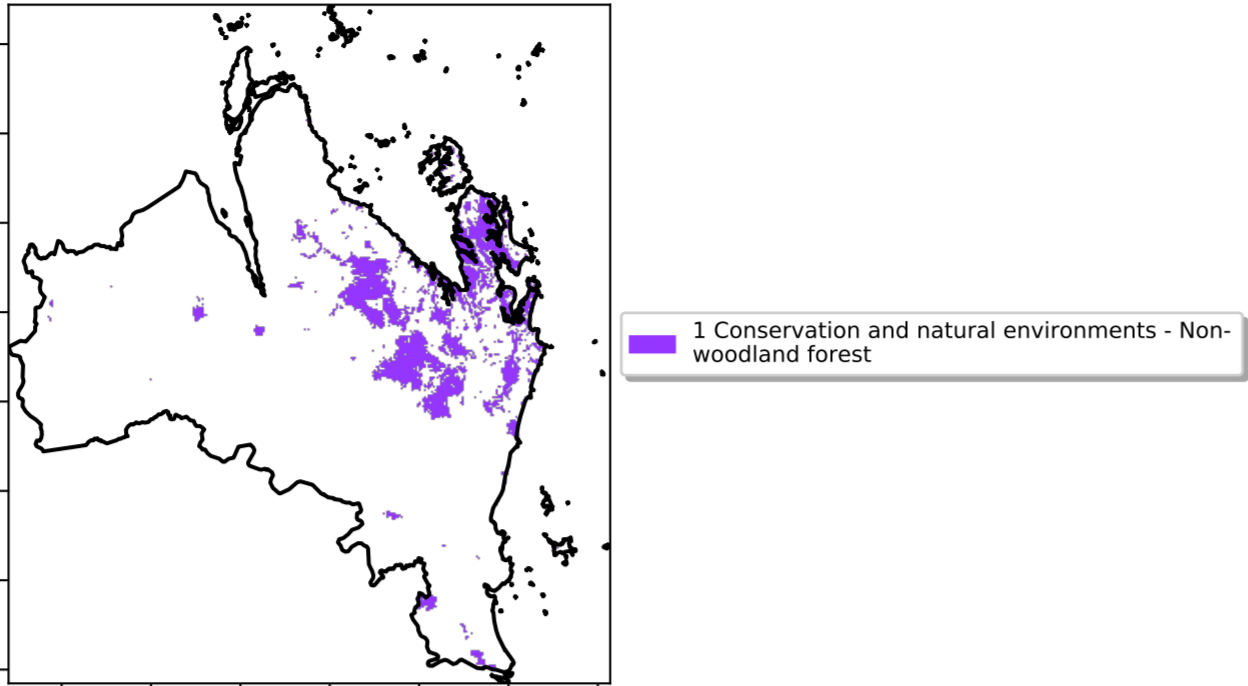 1 Conservation and natural environments - Non-
woodland forest